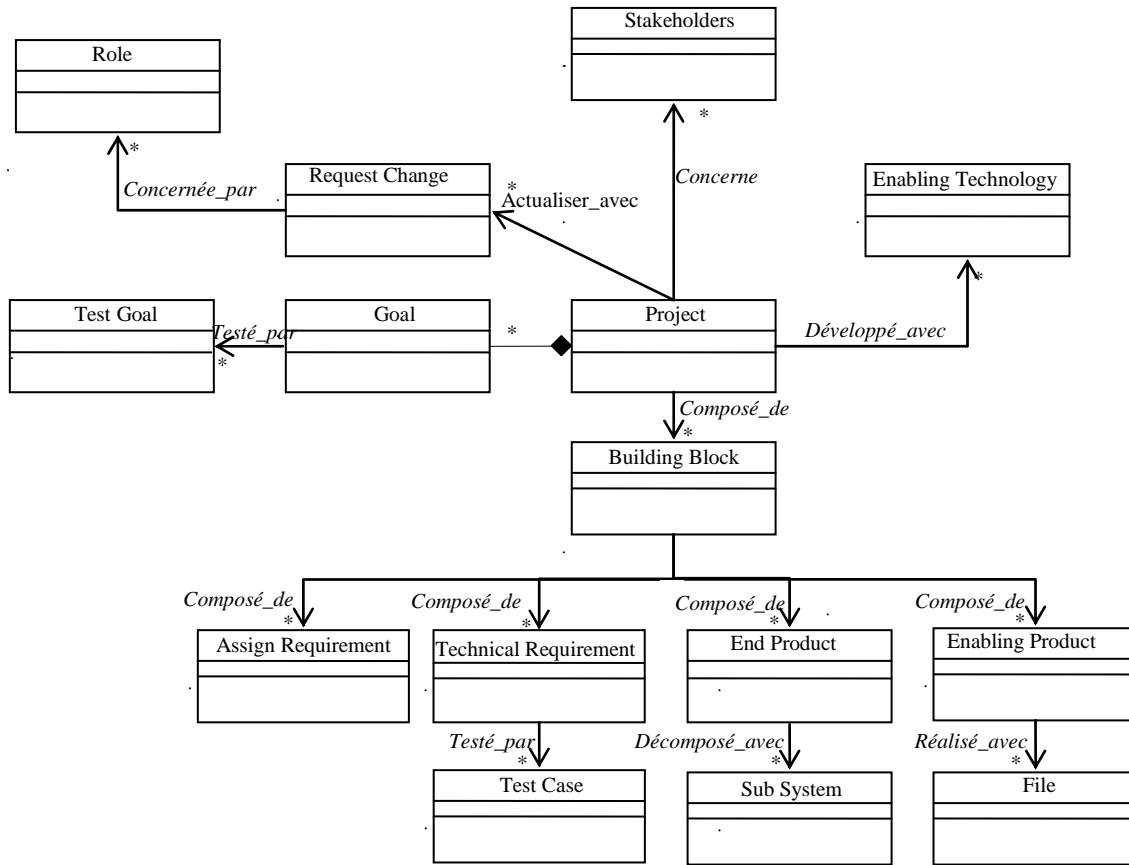 Stakeholders
Role
*
*
Concernée_par
Request Change
*
Actualiser_avec
Concerne
Enabling Technology
*
Test Goal
Testé_par
*
Goal
*
Project
Développé_avec
Composé_de
*
Building Block
Composé_de
*
Composé_de
*
Composé_de
*
Composé_de
*
Assign Requirement
Technical Requirement
End Product
Enabling Product
Testé_par
*
Décomposé_avec
*
Réalisé_avec
*
Test Case
Sub System
File